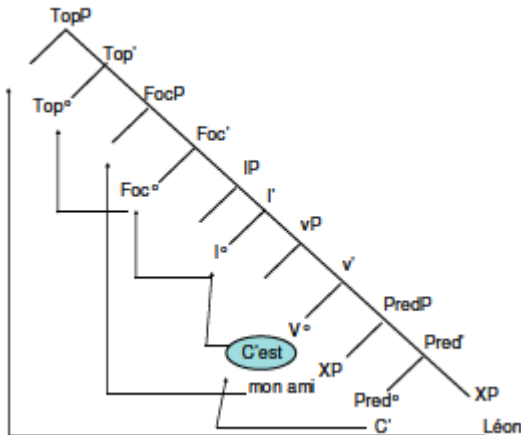 TopP
Top'
Top° FocP
Foc'
Foc° IP
I'
I° vP
v'
V° PredP
C'est Pred'
XP
mon ami Pred° XP
C' Léon